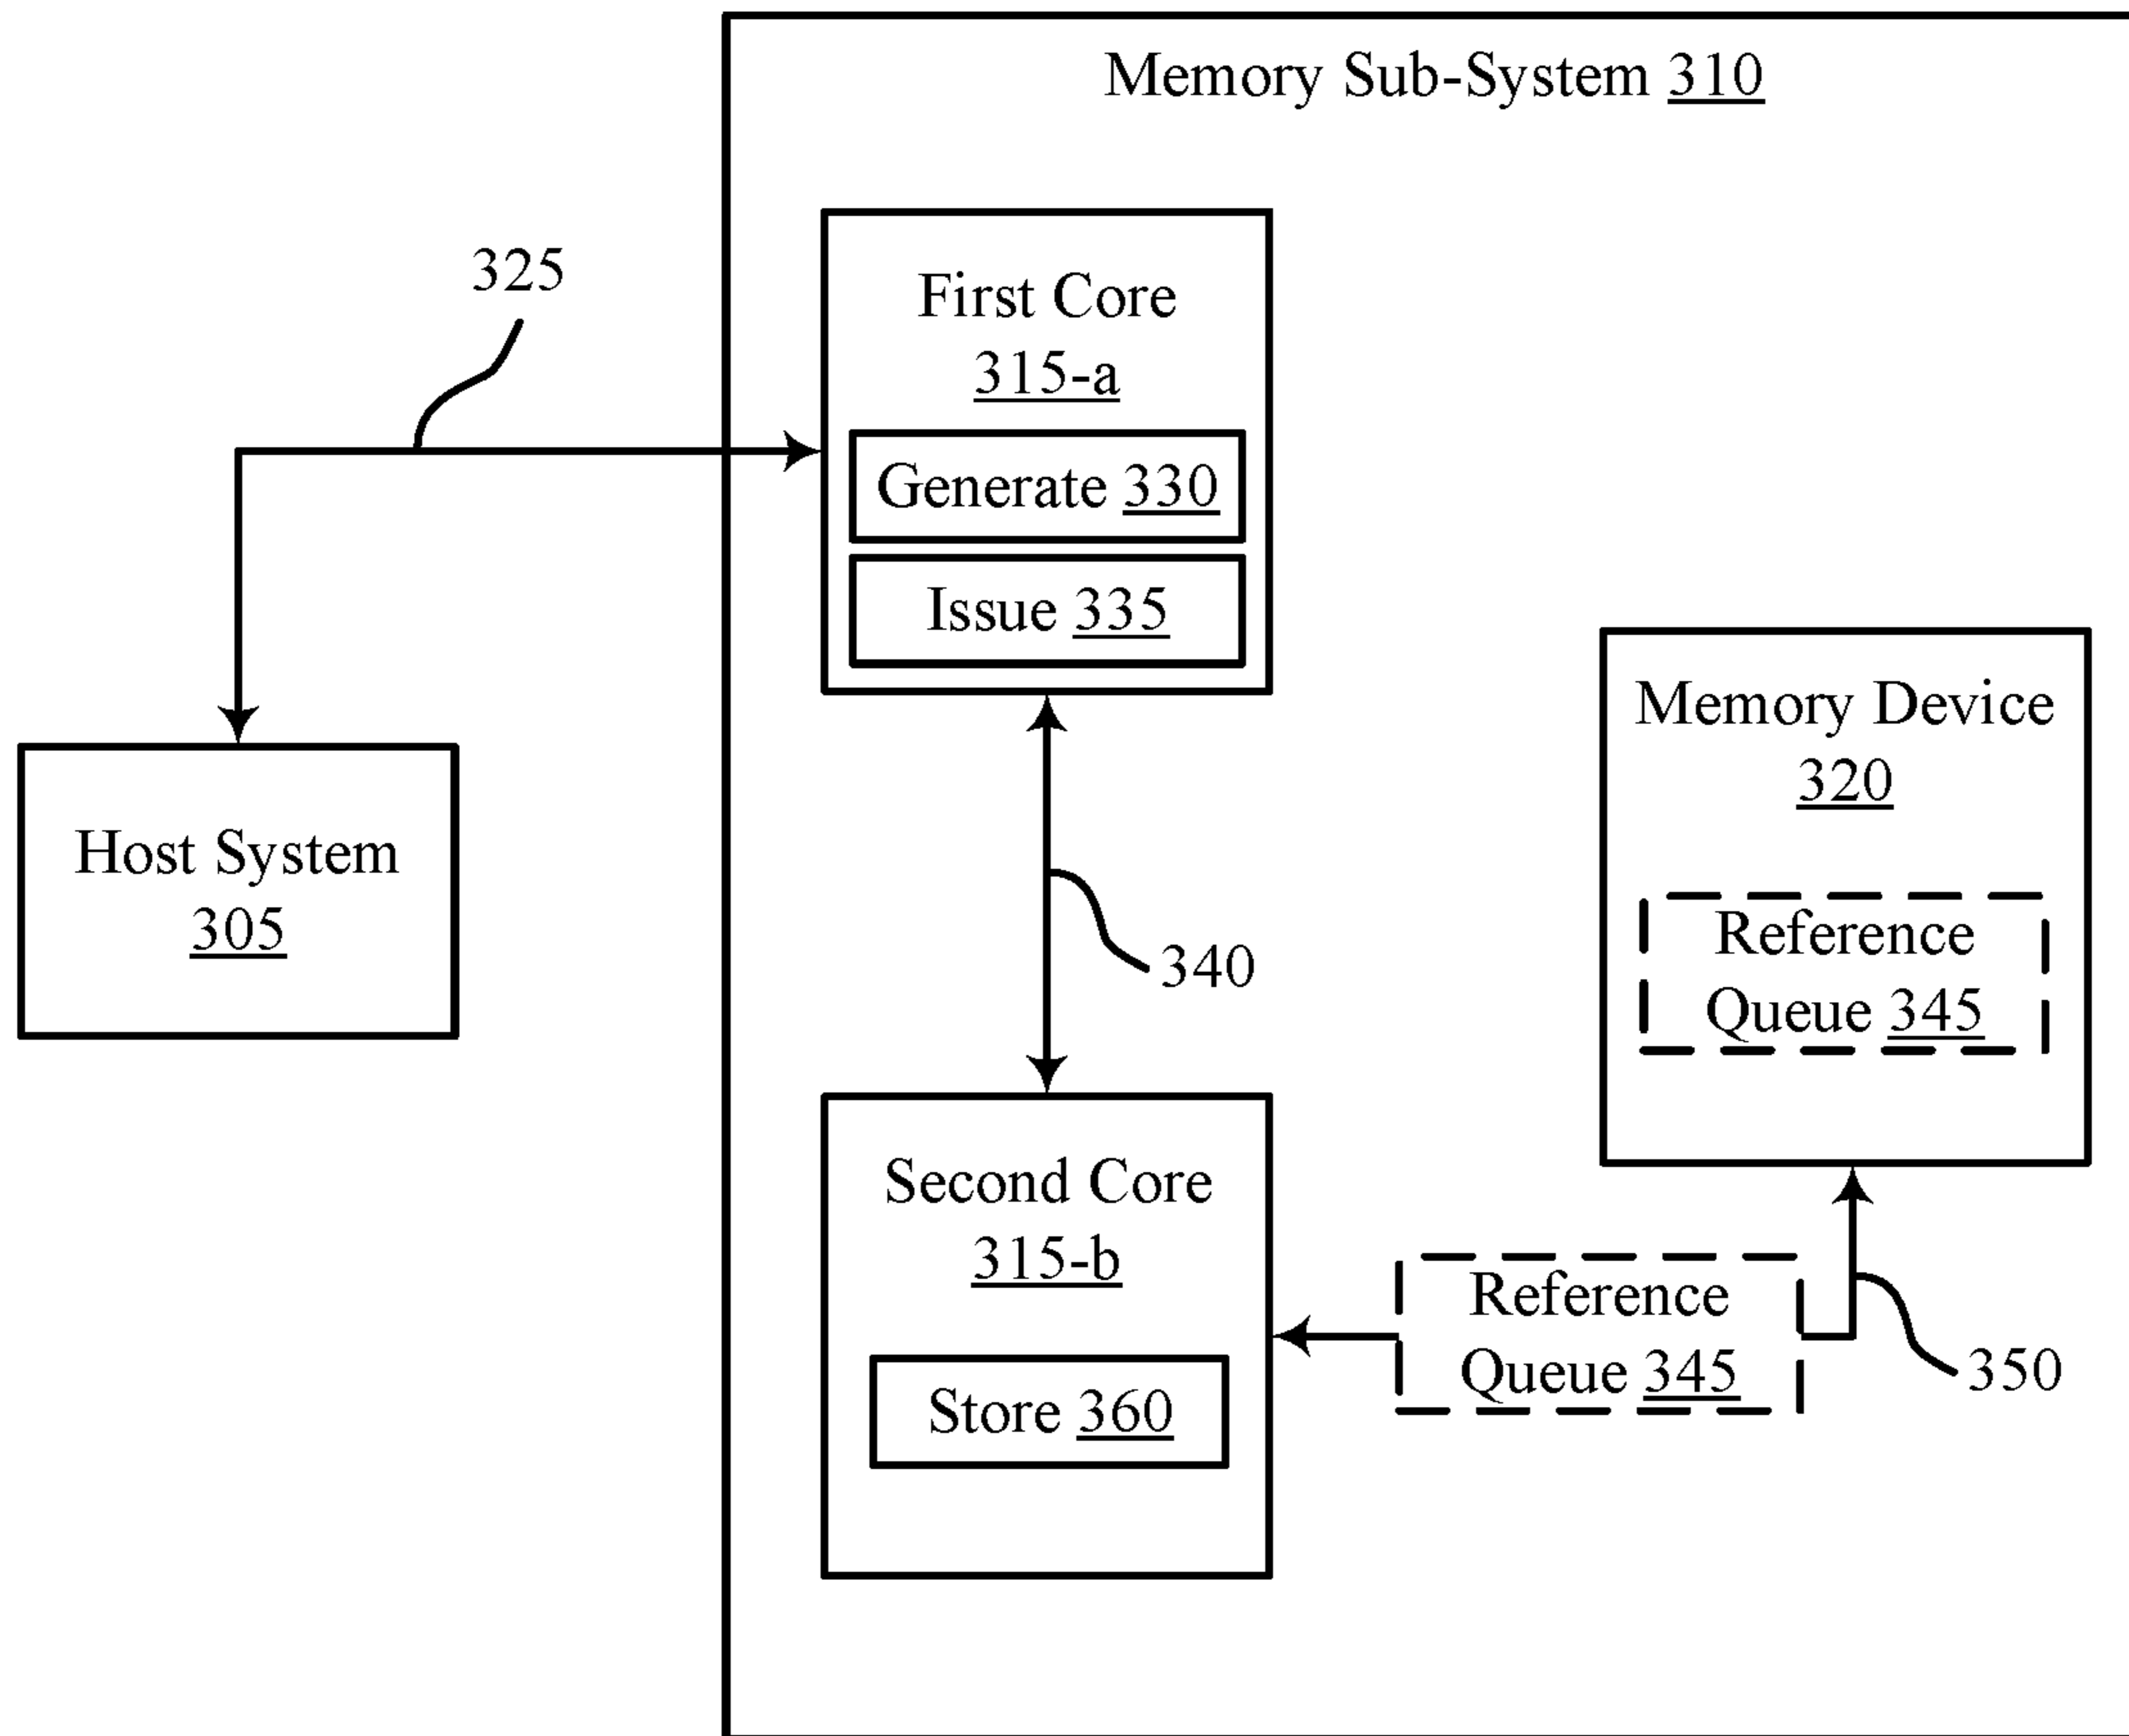 Memory Sub-System 310
325
First Core
315-a
Generate 330
Issue 335
Memory Device
320
Host System
305
Reference
Queue 345
340
Second Core
315-b
Reference
Queue 345
350
Store 360